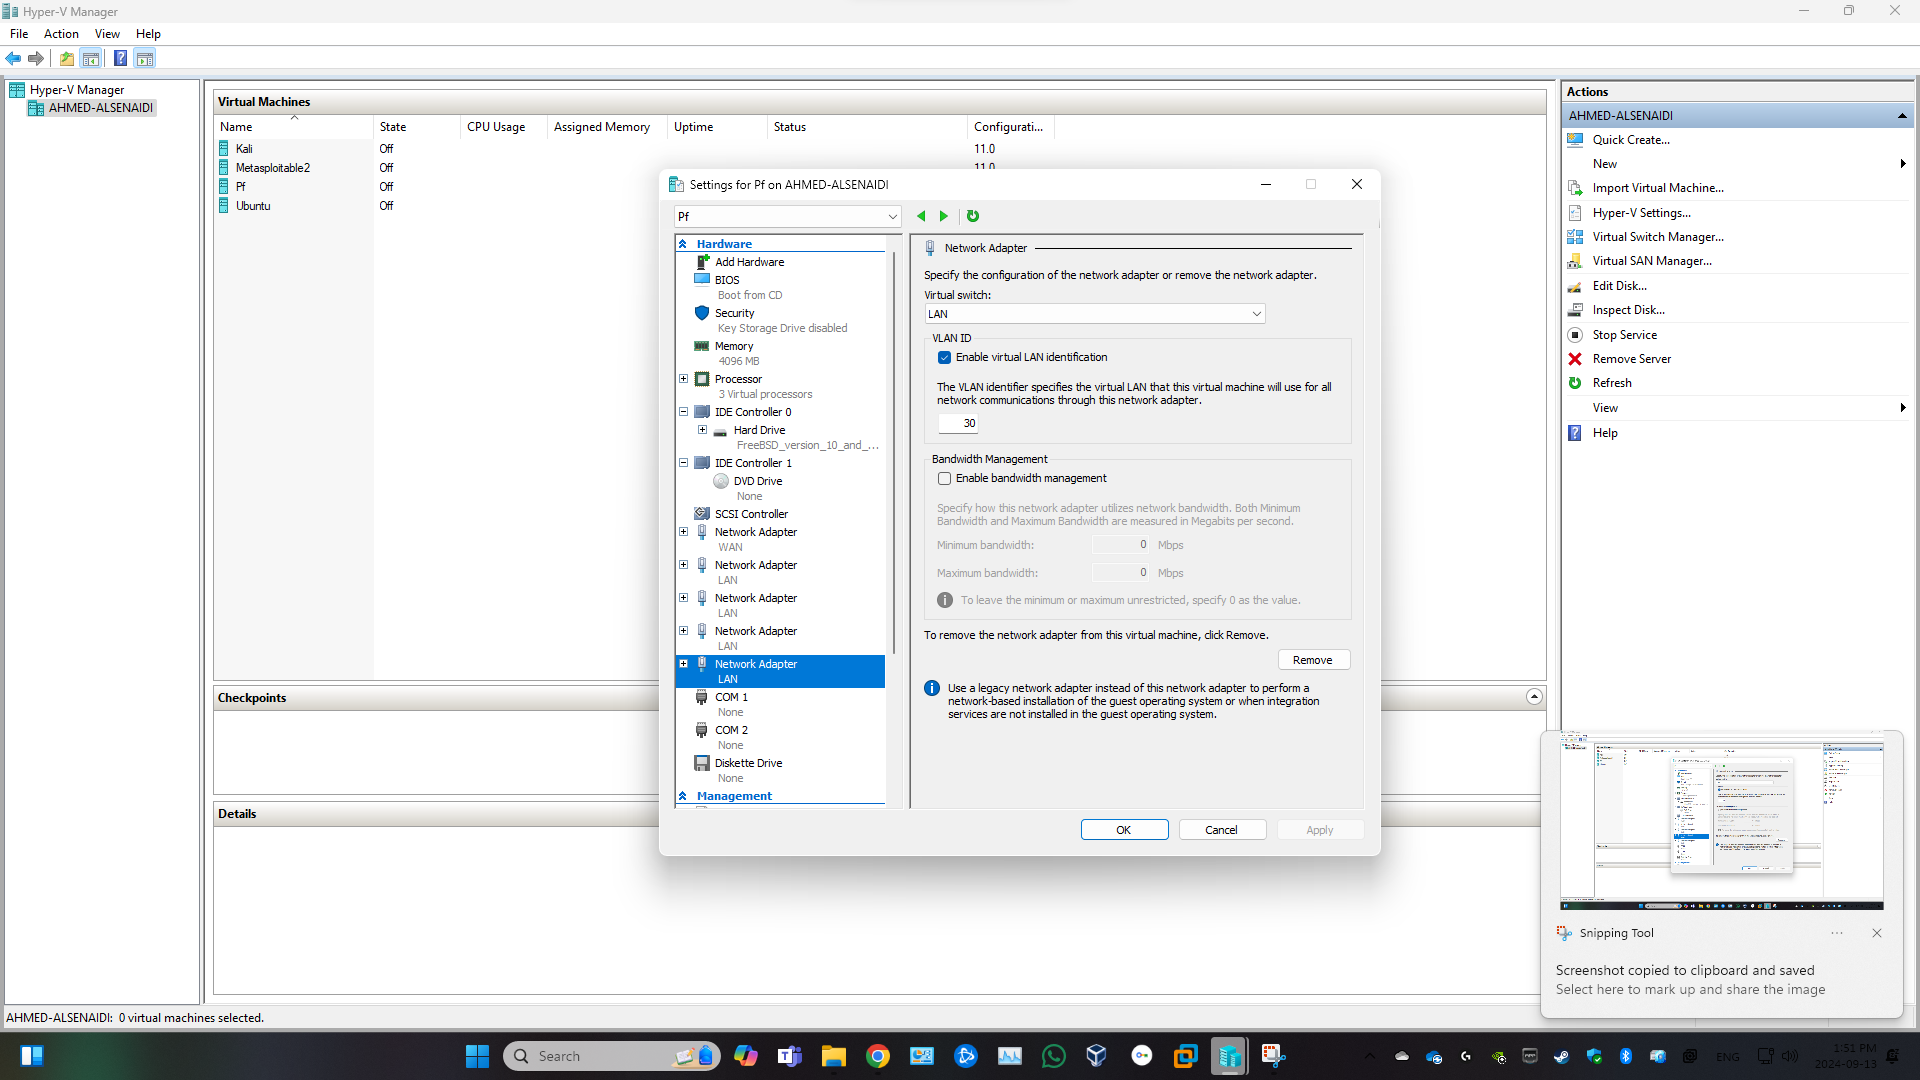 Hyper-V Manager
File Action View Help
Hyper-V Manager
AHMED-ALSENAIDI
Virtual Machines
Name State CPU Usage Assigned Memory Uptime Status Configurati...
Kali Off 11.0
Metasploitable2 Off 11.0
Pf Off
Ubuntu Off
Checkpoints
Details
Settings for Pf on AHMED-ALSENAIDI
Pf
Hardware
Add Hardware
BIOS
Boot from CD
Security
Key Storage Drive disabled
Memory
4096 MB
Processor
3 Virtual processors
IDE Controller 0
Hard Drive
FreeBSD_version_10_and_...
IDE Controller 1
DVD Drive
None
SCSI Controller
Network Adapter
WAN
Network Adapter
LAN
Network Adapter
LAN
Network Adapter
LAN
Network Adapter
LAN
COM 1
None
COM 2
None
Diskette Drive
None
Management
Network Adapter
Specify the configuration of the network adapter or remove the network adapter.
Virtual switch:
LAN
VLAN ID
Enable virtual LAN identification
The VLAN identifier specifies the virtual LAN that this virtual machine will use for all
network communications through this network adapter.
30
Bandwidth Management
Enable bandwidth management
Specify how this network adapter utilizes network bandwidth. Both Minimum
Bandwidth and Maximum Bandwidth are measured in Megabits per second.
Minimum bandwidth: 0 Mbps
Maximum bandwidth: 0 Mbps
To leave the minimum or maximum unrestricted, specify 0 as the value.
To remove the network adapter from this virtual machine, click Remove.
Remove
Use a legacy network adapter instead of this network adapter to perform a
network-based installation of the guest operating system or when integration
services are not installed in the guest operating system.
OK Cancel Apply
Actions
AHMED-ALSENAIDI
Quick Create...
New
Import Virtual Machine...
Hyper-V Settings...
Virtual Switch Manager...
Virtual SAN Manager...
Edit Disk...
Inspect Disk...
Stop Service
Remove Server
Refresh
View
Help
Snipping Tool
Screenshot copied to clipboard and saved
Select here to mark up and share the image
AHMED-ALSENAIDI: 0 virtual machines selected.
Search
ENG
1:51 PM
2024-09-13